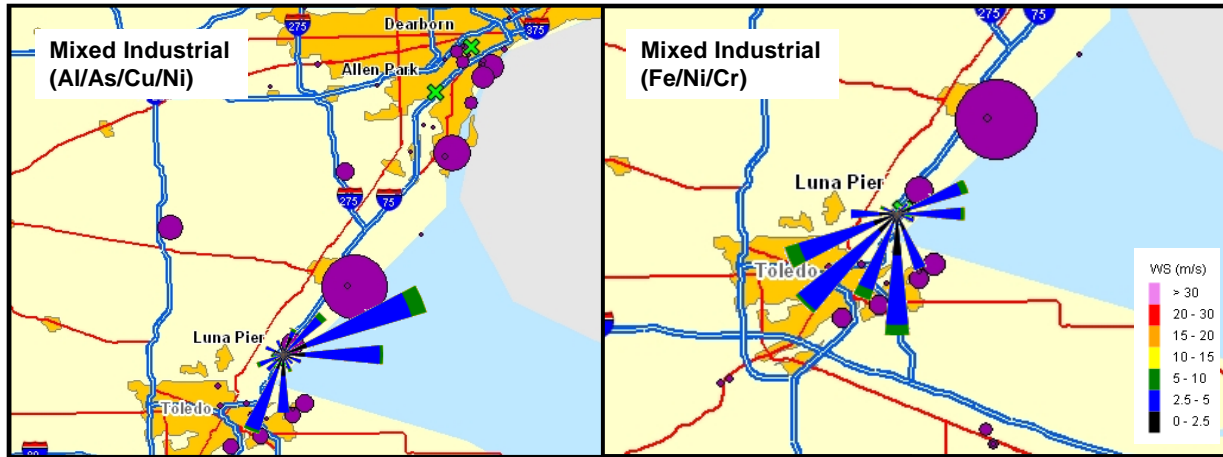 Mixed Industrial
(Al/As/Cu/Ni)
275
Dearborn
375
Allen Park
275
75
Luna Pier
Toledo
Mixed Industrial
(Fe/Ni/Cr)
275
75
Luna Pier
Toledo
WS (m/s)
> 30
20 - 30
15 - 20
10 - 15
5 - 10
2.5 - 5
0 - 2.5